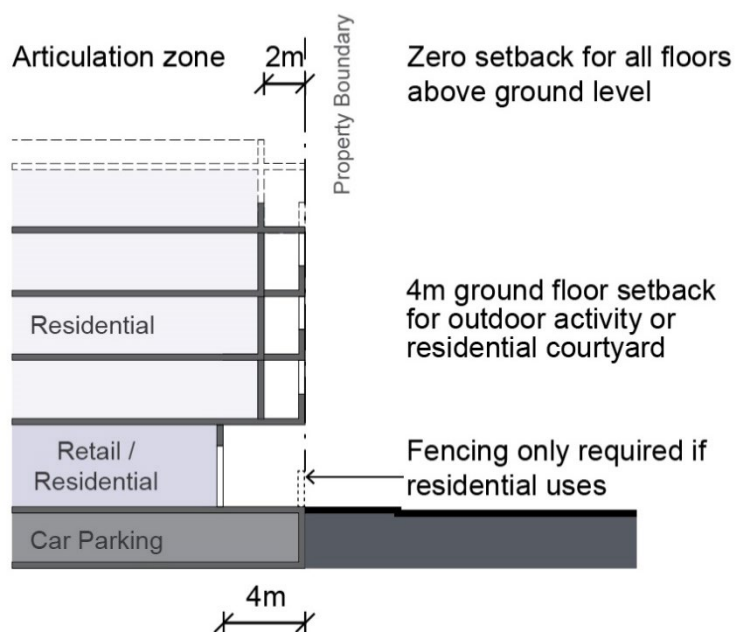 Articulation zone
2m
Property Boundary
Zero setback for all floors
above ground level
4m ground floor setback
for outdoor activity or
residential courtyard
Residential
Retail /
Residential
Fencing only required if
residential uses
Car Parking
4m